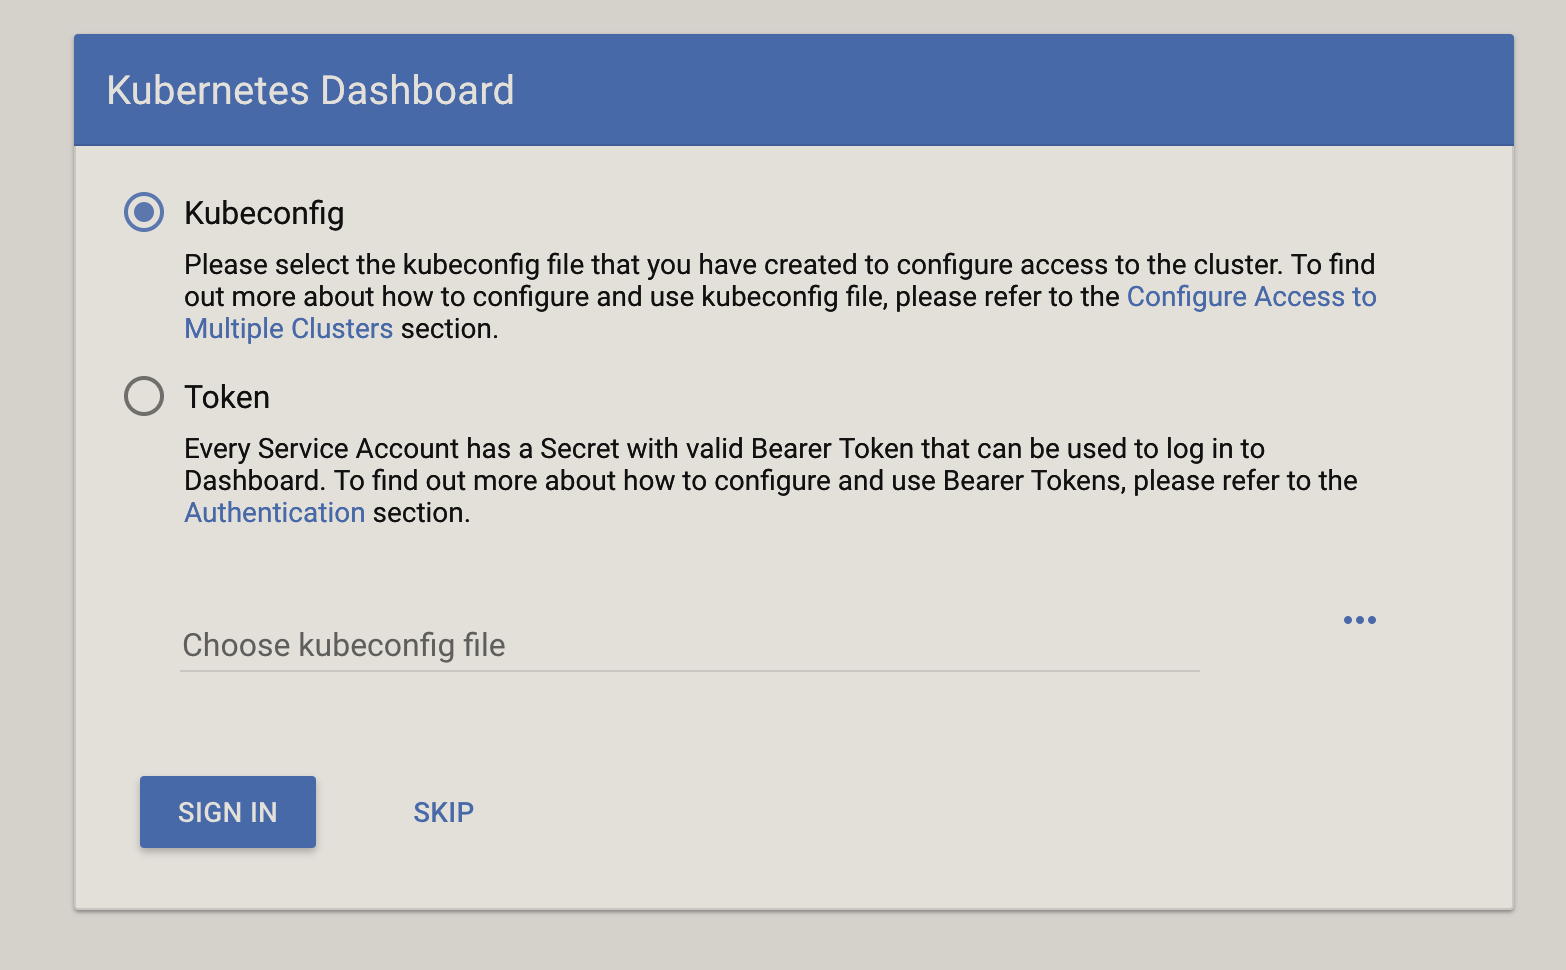 Kubernetes Dashboard
Kubeconfig
Please select the kubeconfig file that you have created to configure access to the cluster. To find
out more about how to configure and use kubeconfig file, please refer to the Configure Access to
Multiple Clusters section.
Token
Every Service Account has a Secret with valid Bearer Token that can be used to log in to
Dashboard. To find out more about how to configure and use Bearer Tokens, please refer to the
Authentication section.
Choose kubeconfig file
SIGN IN
SKIP